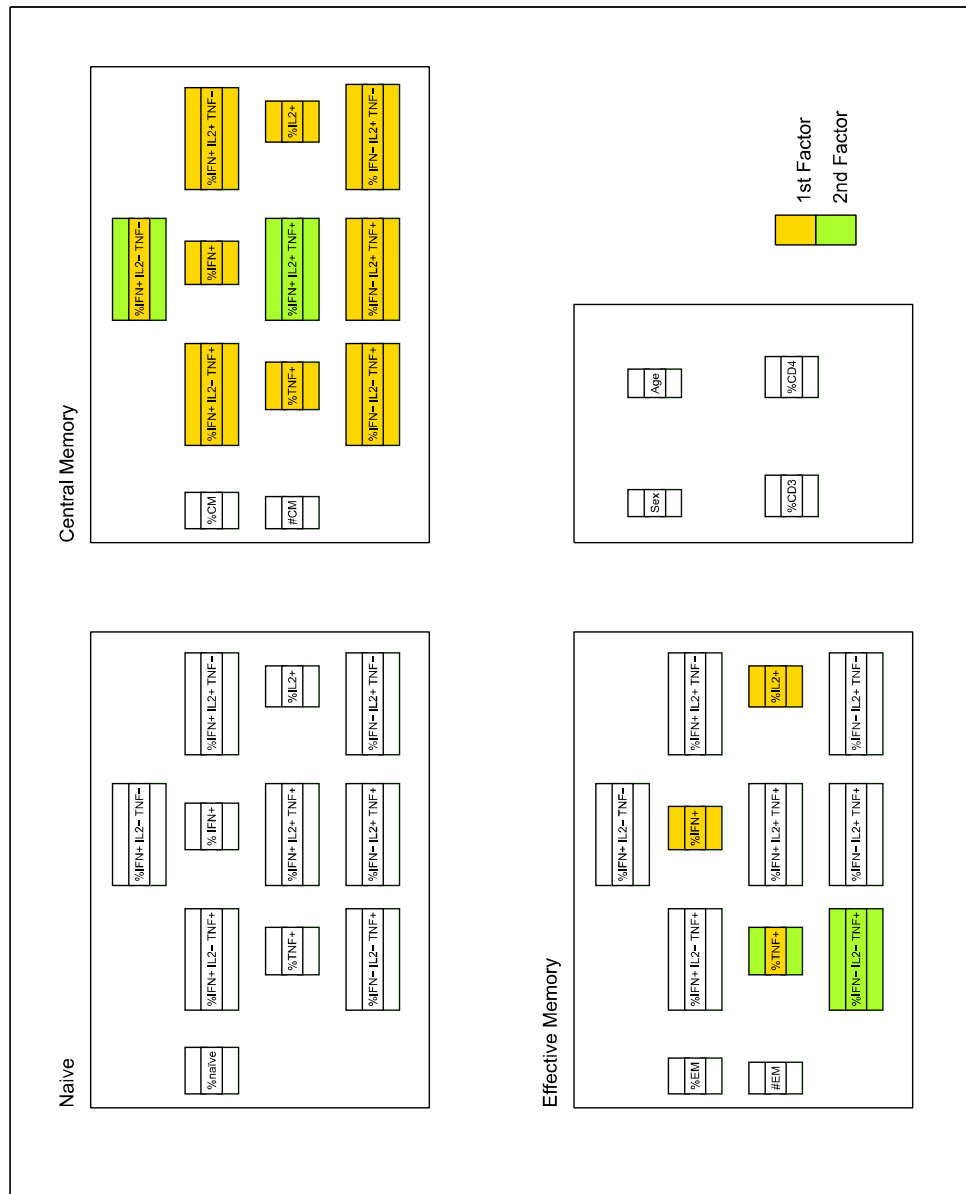 Naive
%IFN+ IL2− TNF−
%naïve
%IFN+ IL2− TNF+
% IFN+
%IFN+ IL2+ TNF−
%TNF+
%IFN+ IL2+ TNF+
%IL2+
%IFN− IL2− TNF+
%IFN− IL2+ TNF+
%IFN− IL2+ TNF−
Central Memory
%IFN+ IL2− TNF−
%CM
%IFN+ IL2− TNF+
%IFN+
%IFN+ IL2+ TNF−
#CM
%TNF+
%IFN+ IL2+ TNF+
%IL2+
%IFN− IL2− TNF+
%IFN− IL2+ TNF+
% IFN− IL2+ TNF−
Effective Memory
%IFN+ IL2− TNF−
%EM
%IFN+ IL2− TNF+
%IFN+
%IFN+ IL2+ TNF−
#EM
%TNF+
%IFN+ IL2+ TNF+
%IL2+
%IFN− IL2− TNF+
%IFN− IL2+ TNF+
%IFN− IL2+ TNF−
Sex
Age
%CD3
%CD4
1st Factor
2nd Factor